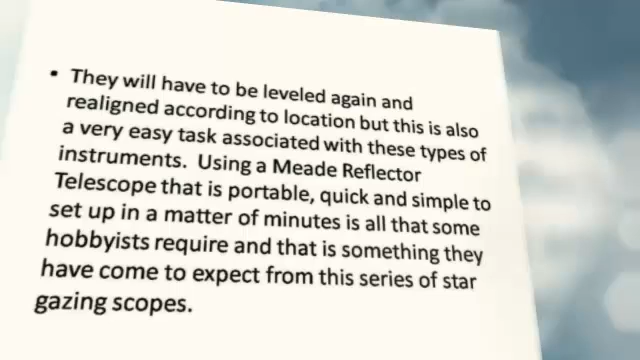 • They will have to be leveled again and
realigned according to location but this is also
a very easy task associated with these types of
instruments.  Using a Meade Reflector
Telescope that is portable, quick and simple to
set up in a matter of minutes is all that some
hobbyists require and that is something they
have come to expect from this series of star
gazing scopes.